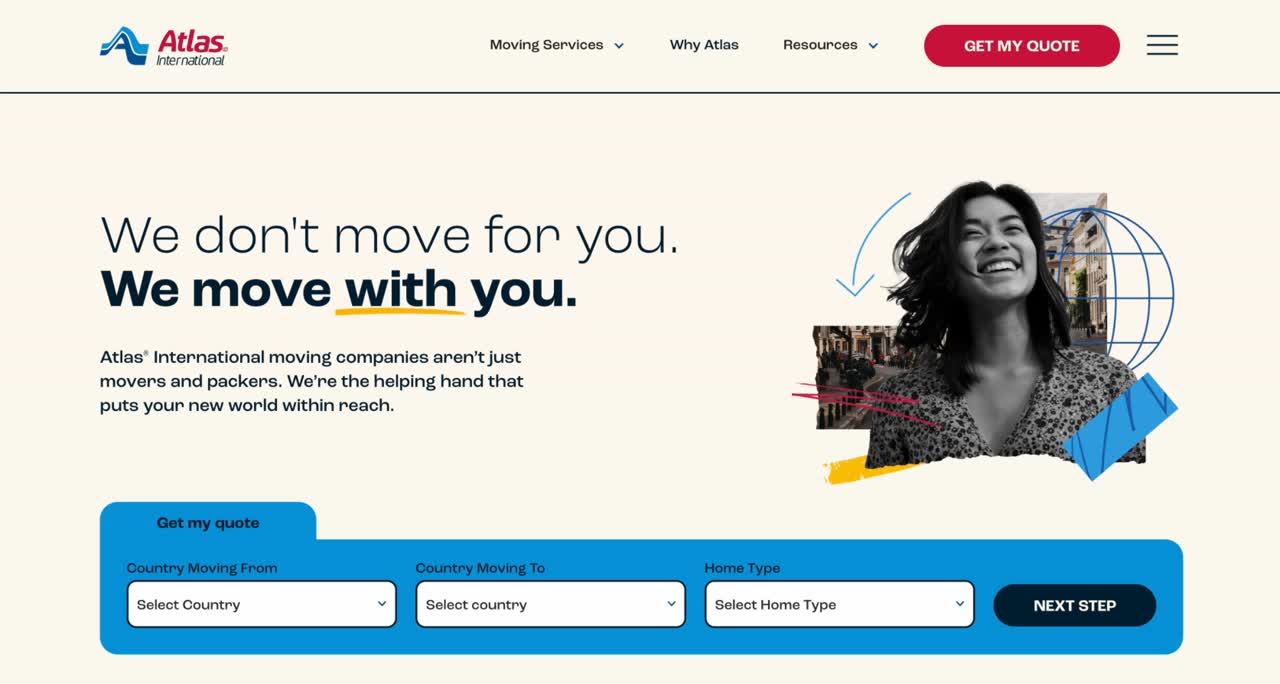 Atlas®
International
Moving Services
Why Atlas
Resources
GET MY QUOTE
We don't move for you.
We move with you.
Atlas® International moving companies aren’t just
movers and packers. We’re the helping hand that
puts your new world within reach.
Get my quote
Country Moving From
Country Moving To
Home Type
Select Country
Select country
Select Home Type
NEXT STEP